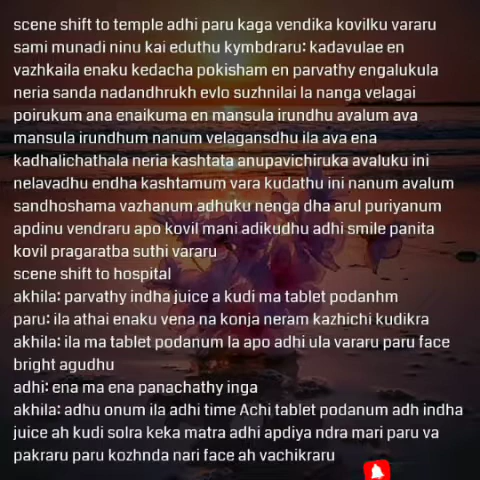 scene shift to temple adhi paru kaga vendika kovilku vararu
sami munadi ninu kai eduthu kymbdraru: kadavulae en
vazhkaila enaku kedacha pokisham en parvathy engalukula
neria sanda nadandhrukh evlo suzhnilai la nanga velagai
poirukum ana enaikuma en mansula irundhu avalum ava
mansula irundhum nanum velagansdhu ila ava ena
kadhalichathala neria kashtata anupavichiruka avaluku ini
nelavadhu endha kashtamum vara kudathu ini nanum avalum
sandhoshama vazhanum adhuku nenga dha arul puriyanum
apdinu vendraru apo kovil mani adikudhu adhi smile panita
kovil pragaratba suthi vararu
scene shift to hospital
akhila: parvathy indha juice a kudi ma tablet podanhm
paru: ila athai enaku vena na konja neram kazhichi kudikra
akhila: ila ma tablet podanum la apo adhi ula vararu paru face
bright agudhu
adhi: ena ma ena panachathy inga
akhila: adhu onum ila adhi time Achi tablet podanum adh indha
juice ah kudi solra keka matra adhi apdiya ndra mari paru va
pakraru paru kozhnda nari face ah vachikraru